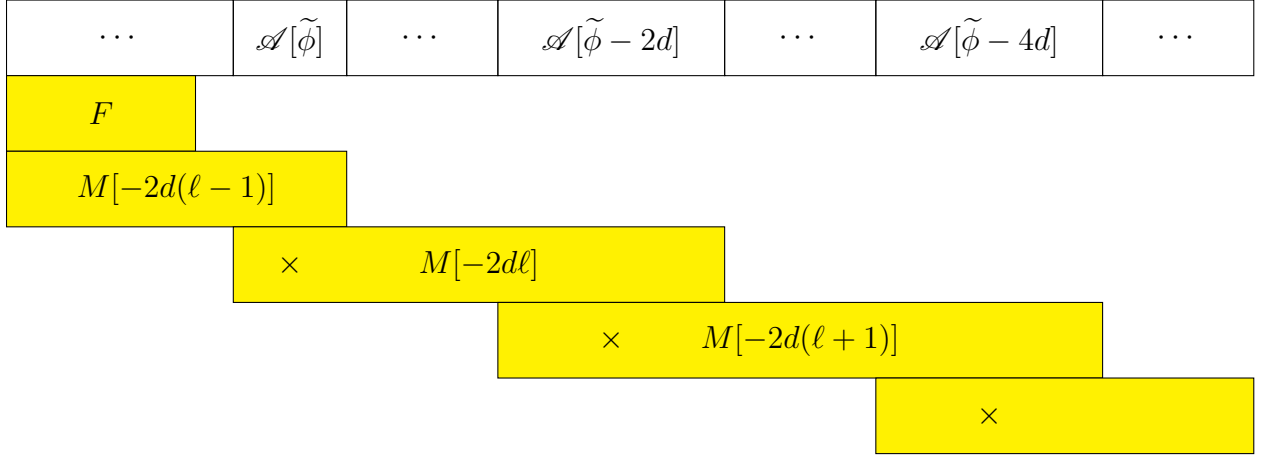 ⋯ 𝒜[φ̃] ⋯ 𝒜[φ̃ − 2d] ⋯ 𝒜[φ̃ − 4d] ⋯
F
M[−2d(ℓ − 1)]
× M[−2dℓ]
× M[−2d(ℓ + 1)]
×